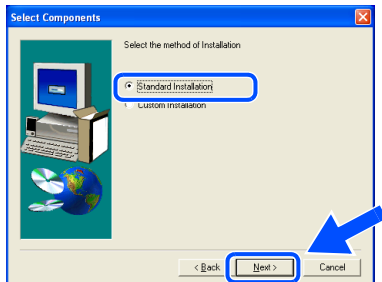 Select Components
Select the method of Installation
Standard Installation
Custom Installation
< Back
Next >
Cancel